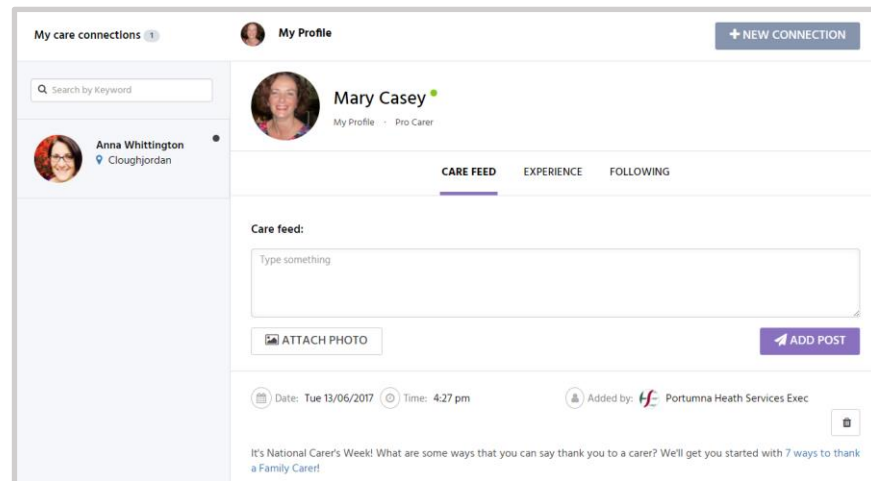 My care connections 1
My Profile
+ NEW CONNECTION
Search by Keyword
Anna Whittington
Cloughjordan
Mary Casey
My Profile · Pro Carer
CARE FEED EXPERIENCE FOLLOWING
Care feed:
Type something
ATTACH PHOTO
ADD POST
Date: Tue 13/06/2017 Time: 4:27 pm Added by: Portumna Heath Services Exec
It's National Carer's Week! What are some ways that you can say thank you to a carer? We'll get you started with 7 ways to thank
a Family Carer!